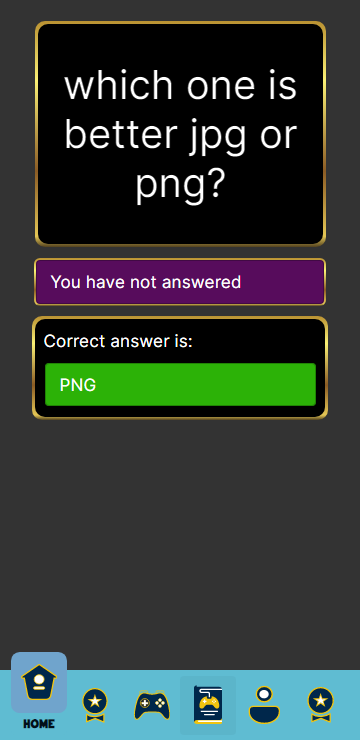 which one is
better jpg or
png?
You have not answered
Correct answer is:
PNG
HOME